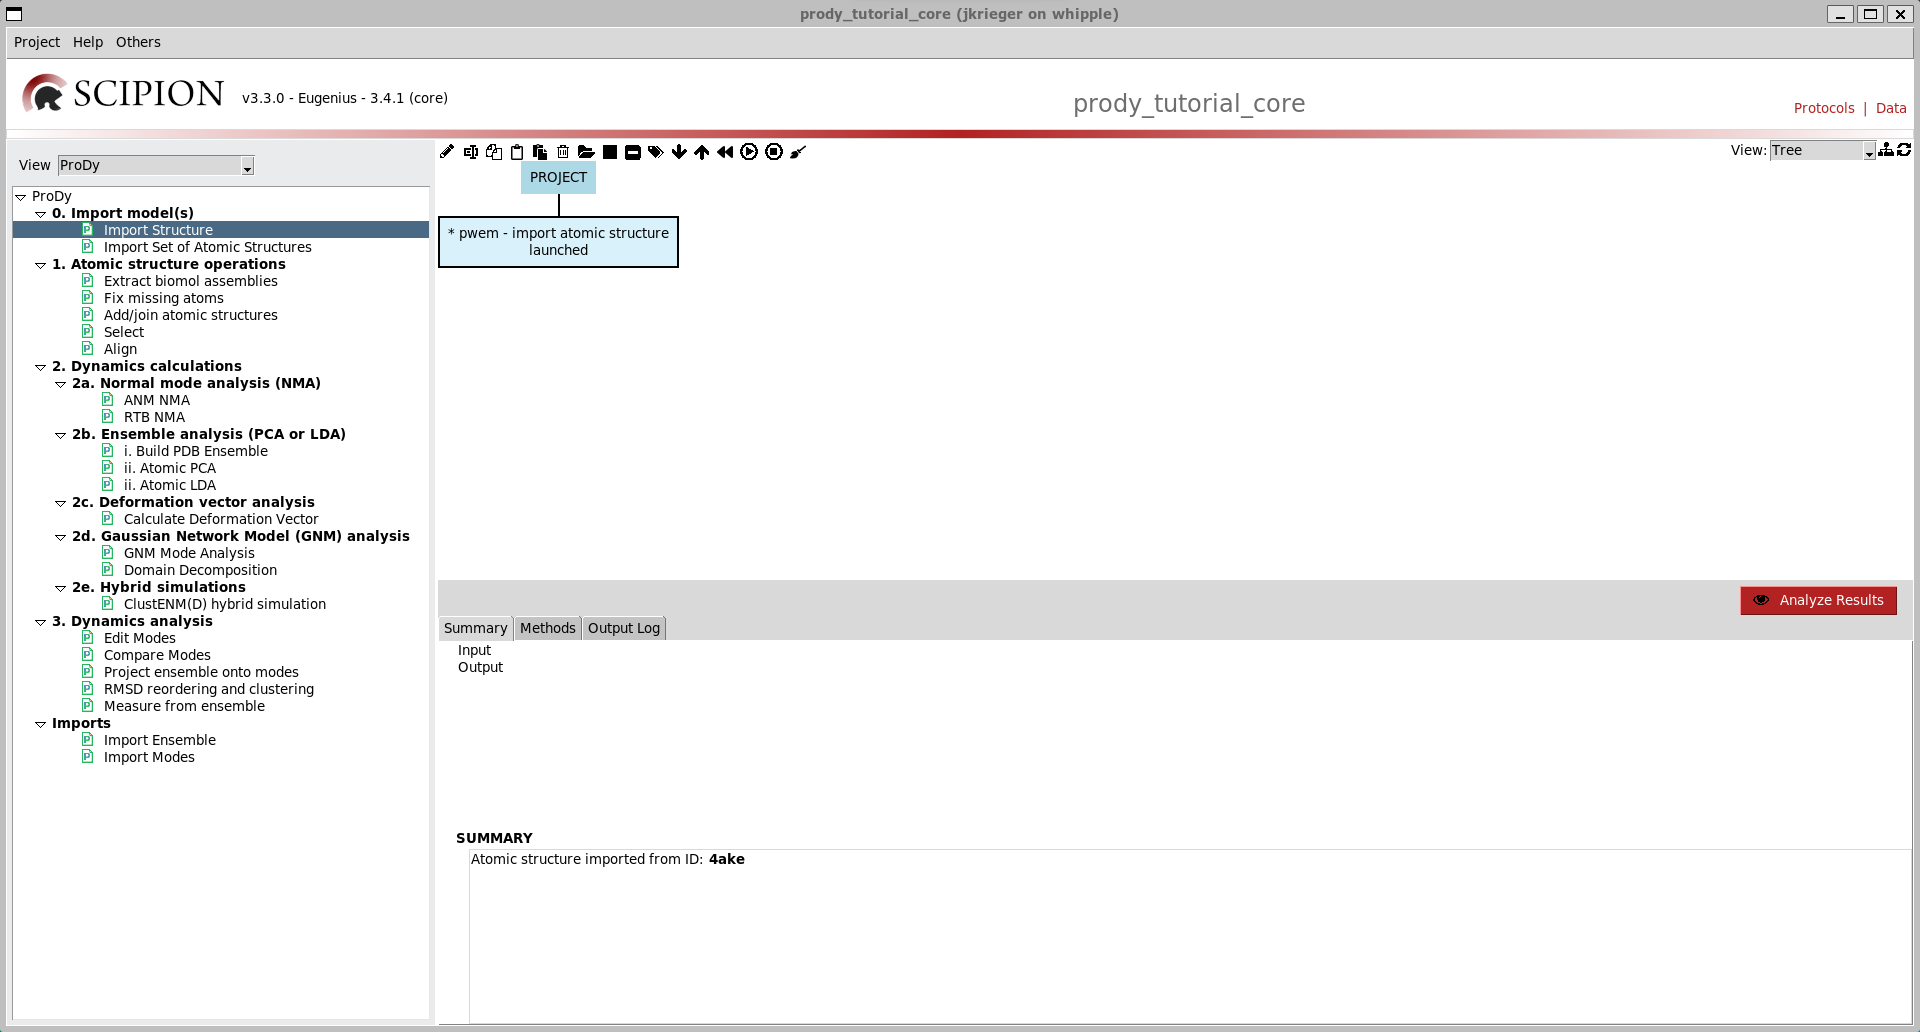 prody_tutorial_core (jkrieger on whipple)
Project Help Others
SCIPION v3.3.0 - Eugenius - 3.4.1 (core)
prody_tutorial_core
Protocols | Data
View ProDy
ProDy
0. Import model(s)
Import Structure
Import Set of Atomic Structures
1. Atomic structure operations
Extract biomol assemblies
Fix missing atoms
Add/join atomic structures
Select
Align
2. Dynamics calculations
2a. Normal mode analysis (NMA)
ANM NMA
RTB NMA
2b. Ensemble analysis (PCA or LDA)
i. Build PDB Ensemble
ii. Atomic PCA
ii. Atomic LDA
2c. Deformation vector analysis
Calculate Deformation Vector
2d. Gaussian Network Model (GNM) analysis
GNM Mode Analysis
Domain Decomposition
2e. Hybrid simulations
ClustENM(D) hybrid simulation
3. Dynamics analysis
Edit Modes
Compare Modes
Project ensemble onto modes
RMSD reordering and clustering
Measure from ensemble
Imports
Import Ensemble
Import Modes
View: Tree
PROJECT
* pwem - import atomic structure
launched
Analyze Results
Summary Methods Output Log
Input
Output
SUMMARY
Atomic structure imported from ID: 4ake